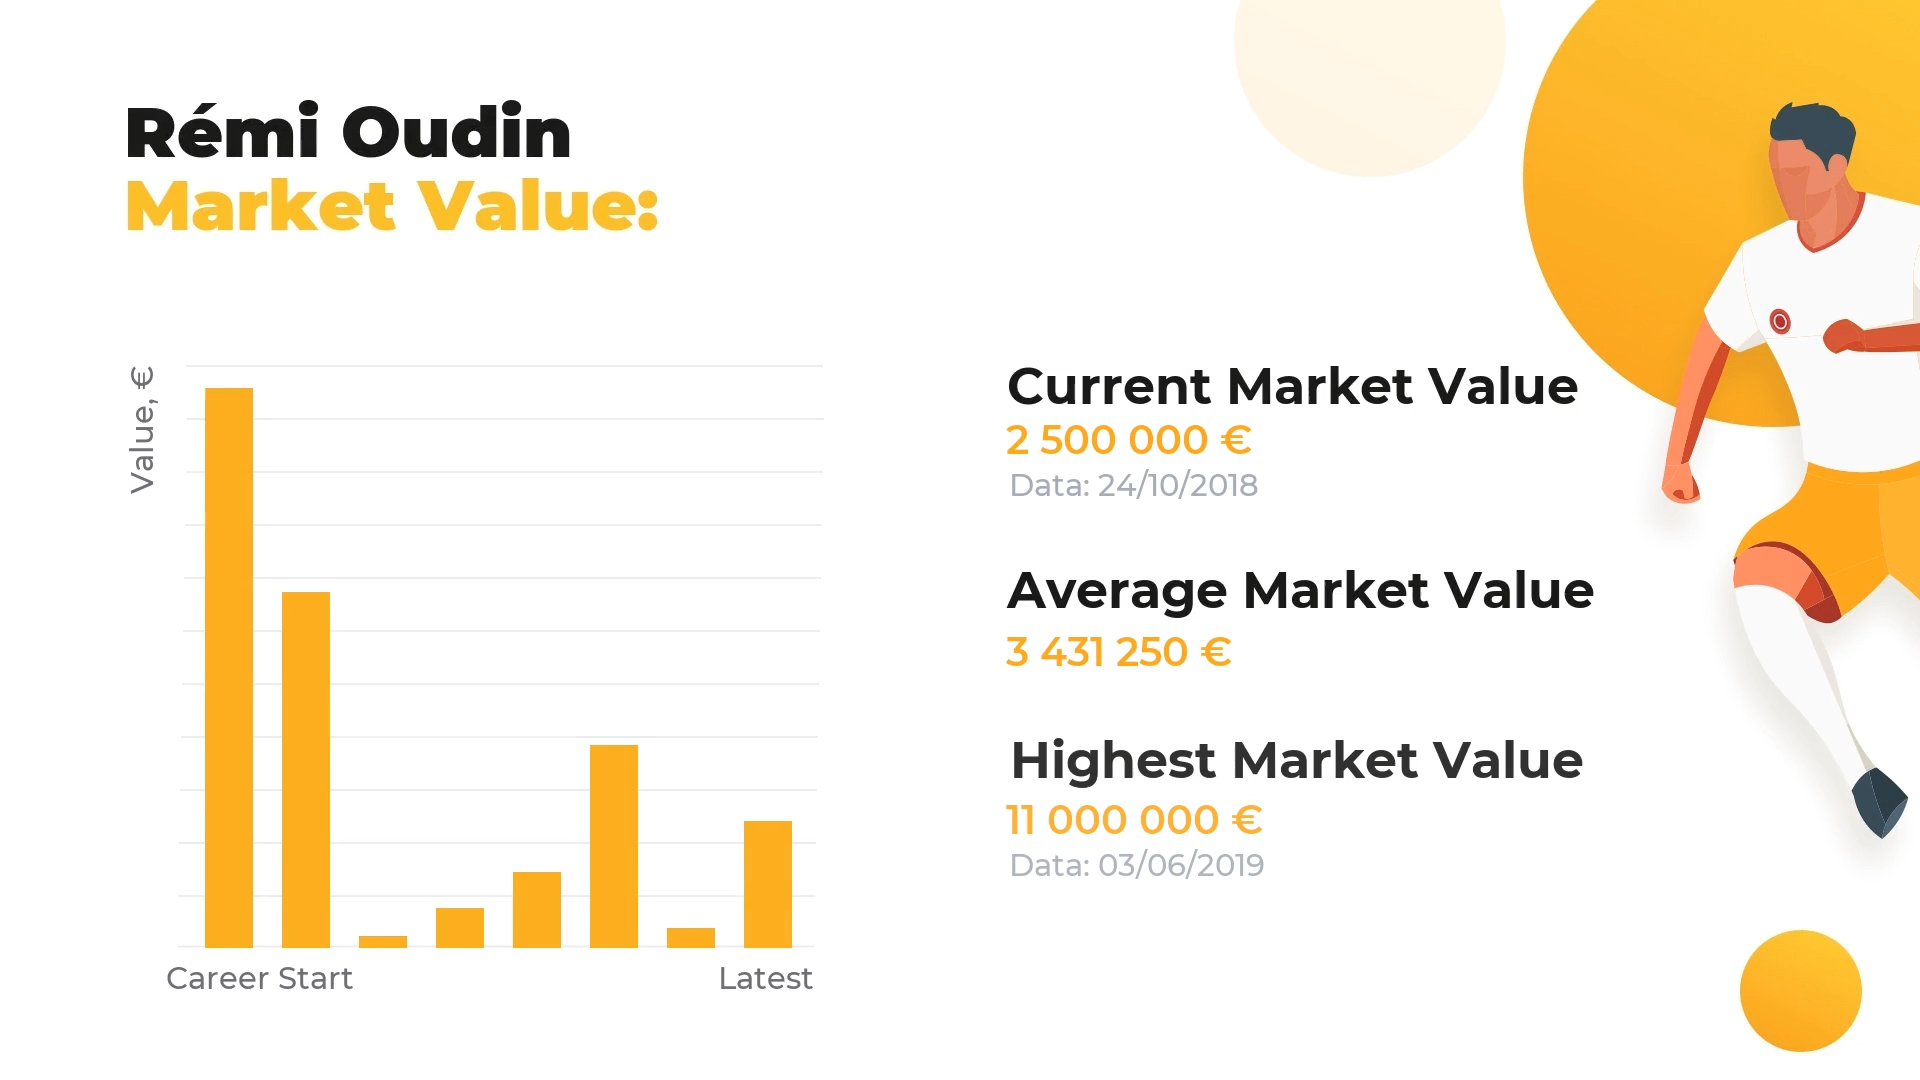 Rémi Oudin
Market Value:
Value, €
Career Start
Latest
Current Market Value
2 500 000 €
Data: 24/10/2018
Average Market Value
3 431 250 €
Highest Market Value
11 000 000 €
Data: 03/06/2019